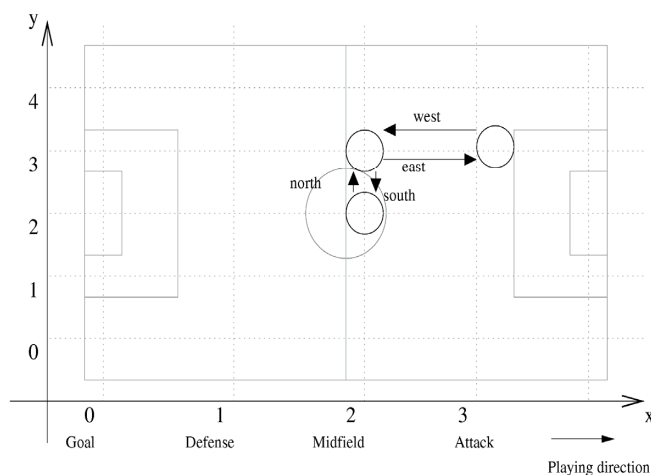 y
4
west
3
east
north
south
2
1
0
0 1 2 3 x
Goal Defense Midfield Attack
Playing direction